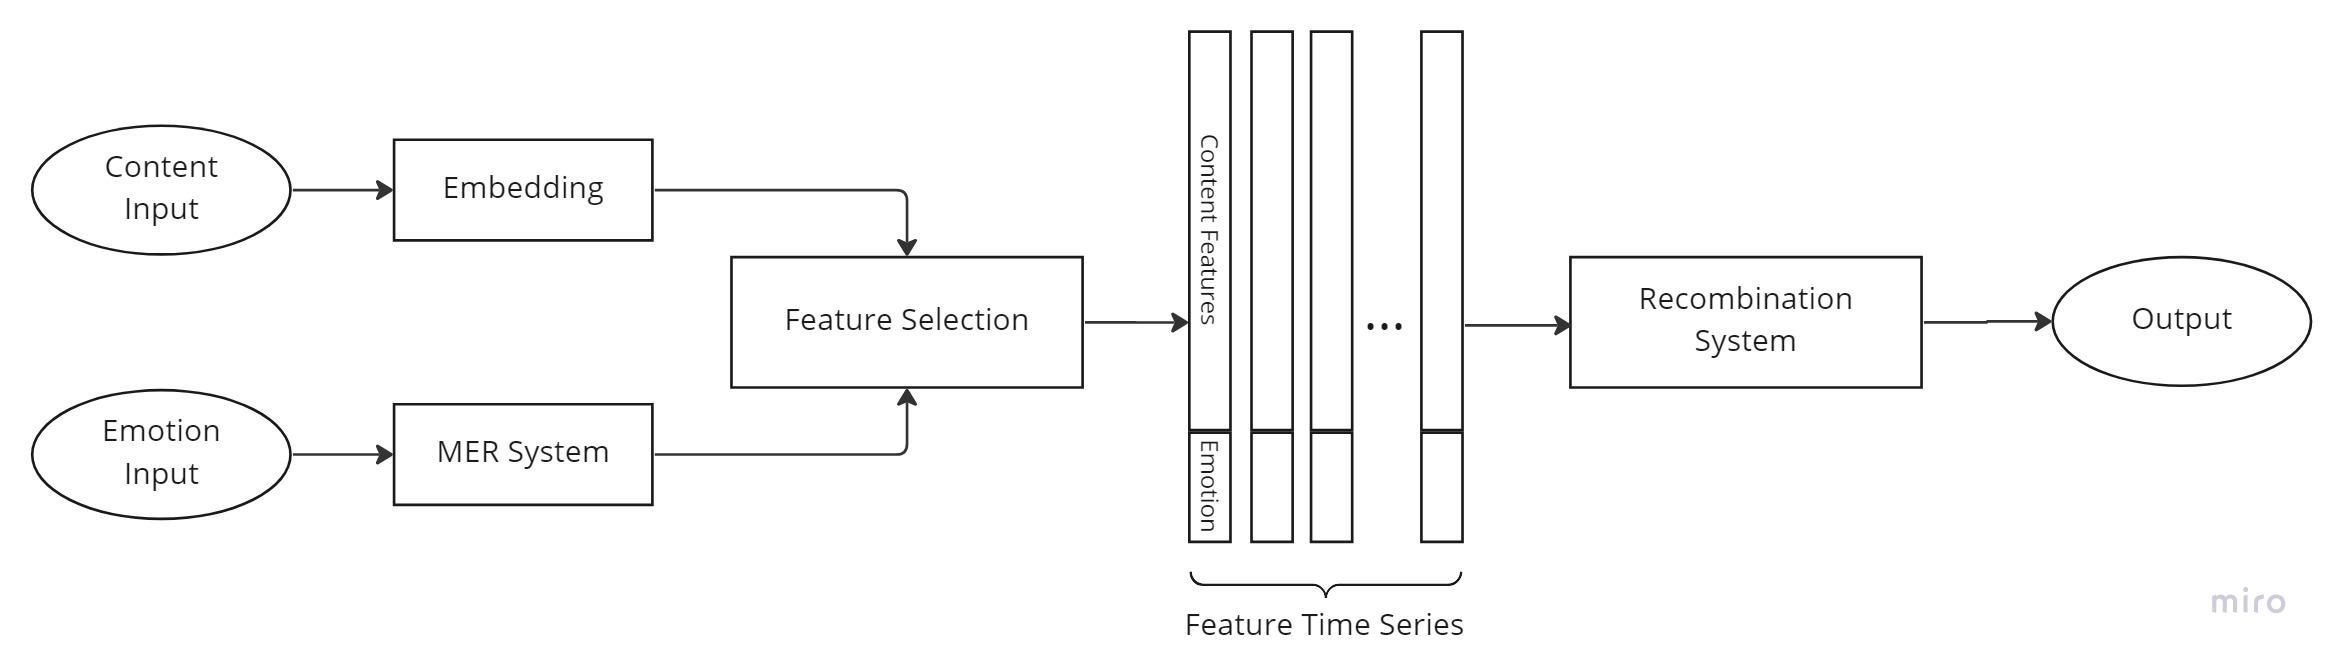 Content
Input
Embedding
Emotion
Input
MER System
Feature Selection
Content Features
Emotion
...
Feature Time Series
Recombination
System
Output
miro